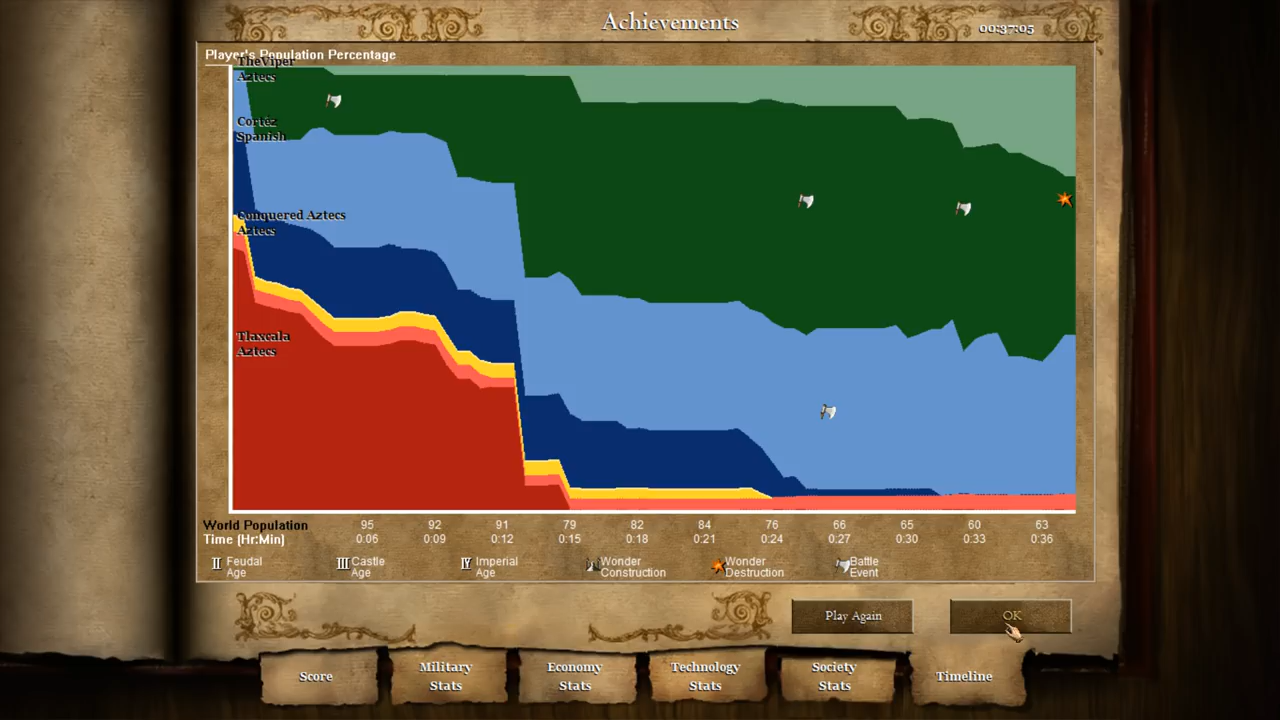 Achievements
00:37:05
Player's Population Percentage
TheViper
Aztecs
Cortéz
Spanish
Conquered Aztecs
Aztecs
Tlaxcala
Aztecs
World Population 95 92 91 79 82 84 76 66 65 60 63
Time (Hr:Min) 0:06 0:09 0:12 0:15 0:18 0:21 0:24 0:27 0:30 0:33 0:36
II Feudal Age
III Castle Age
IV Imperial Age
Wonder Construction
Wonder Destruction
Battle Event
Play Again
OK
Score
Military Stats
Economy Stats
Technology Stats
Society Stats
Timeline